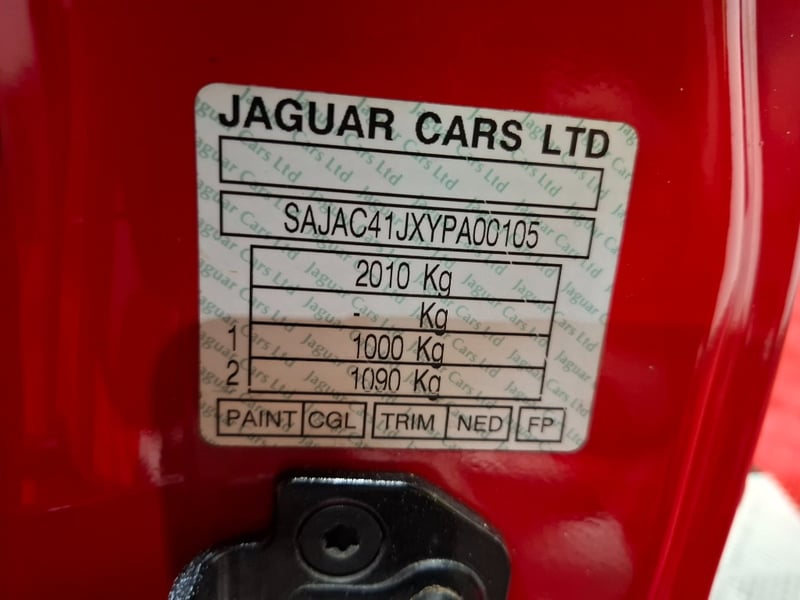 JAGUAR CARS LTD
SAJAC41JXYPA00105
2010 Kg
- Kg
1 1000 Kg
2 1090 Kg
PAINT CGL TRIM NED FP